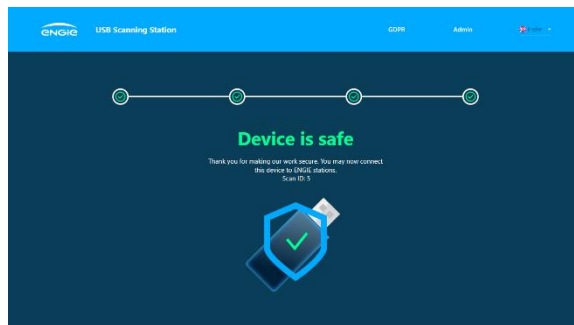 ENGIE
USB Scanning Station
GDPR
Admin
English
Device is safe
Thank you for making our work secure. You may now connect
this device to ENGIE stations.
Scan ID: 5